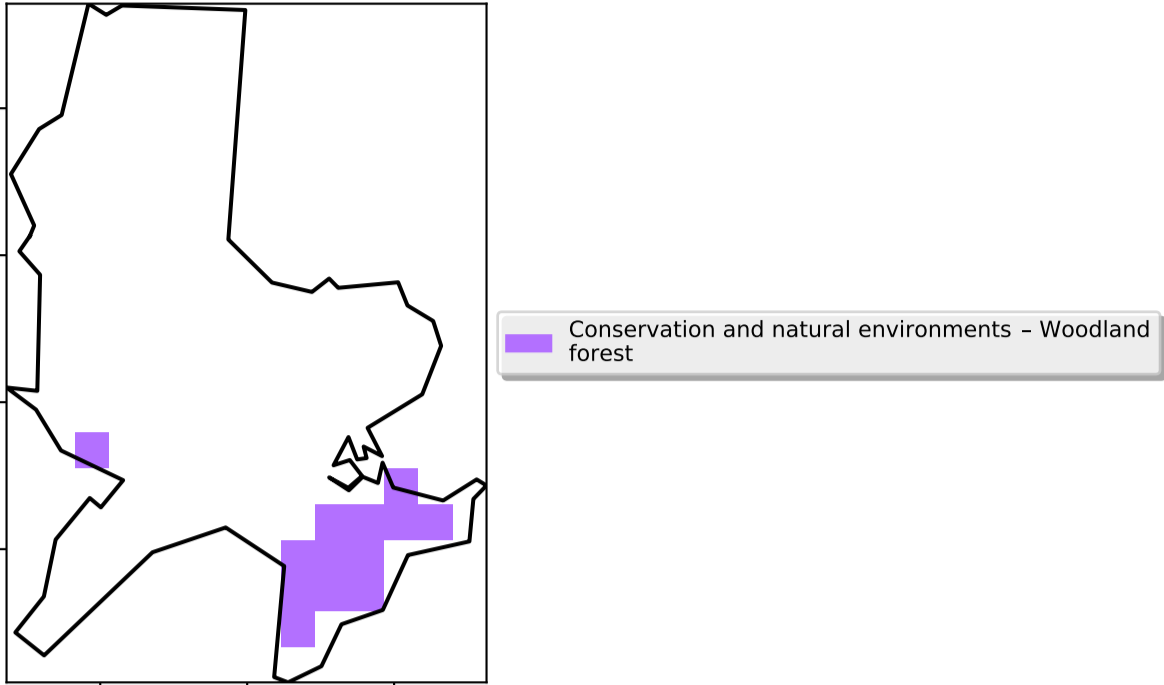 Conservation and natural environments – Woodland
forest